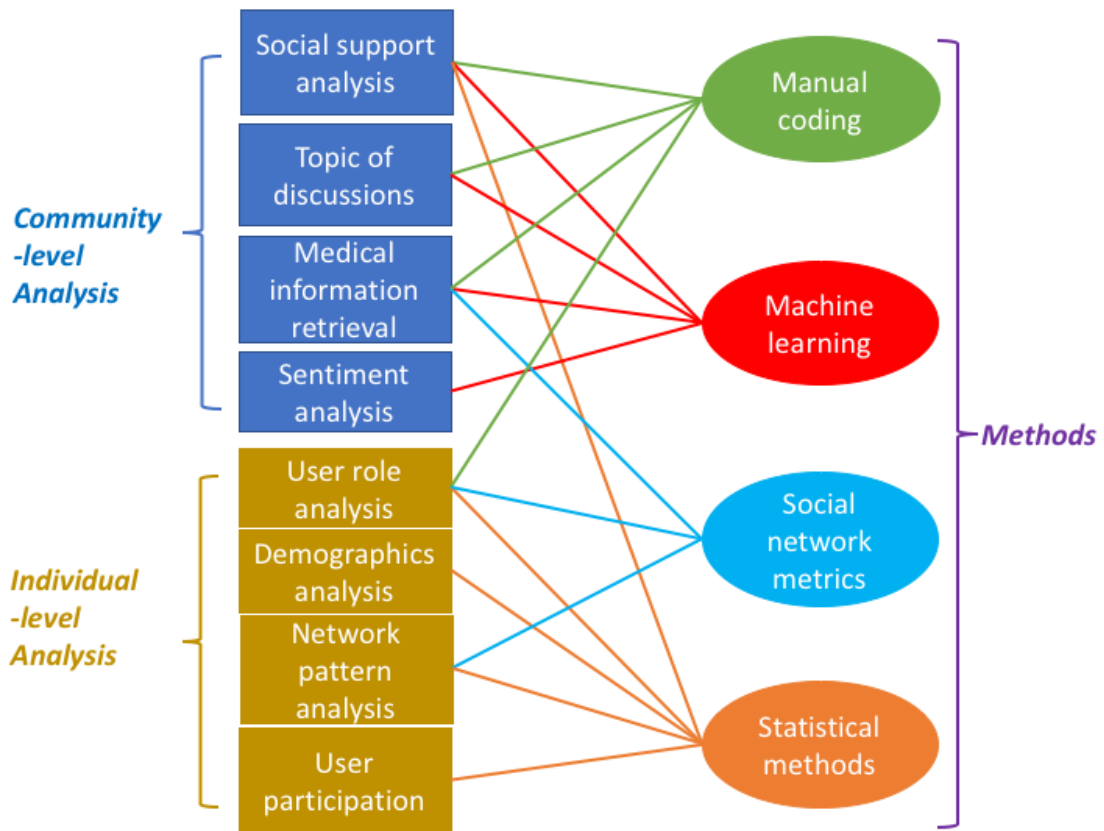 Community
-level
Analysis
Social support
analysis
Topic of
discussions
Medical
information
retrieval
Sentiment
analysis
Individual
-level
Analysis
User role
analysis
Demographics
analysis
Network
pattern
analysis
User
participation
Manual
coding
Machine
learning
Social
network
metrics
Statistical
methods
Methods